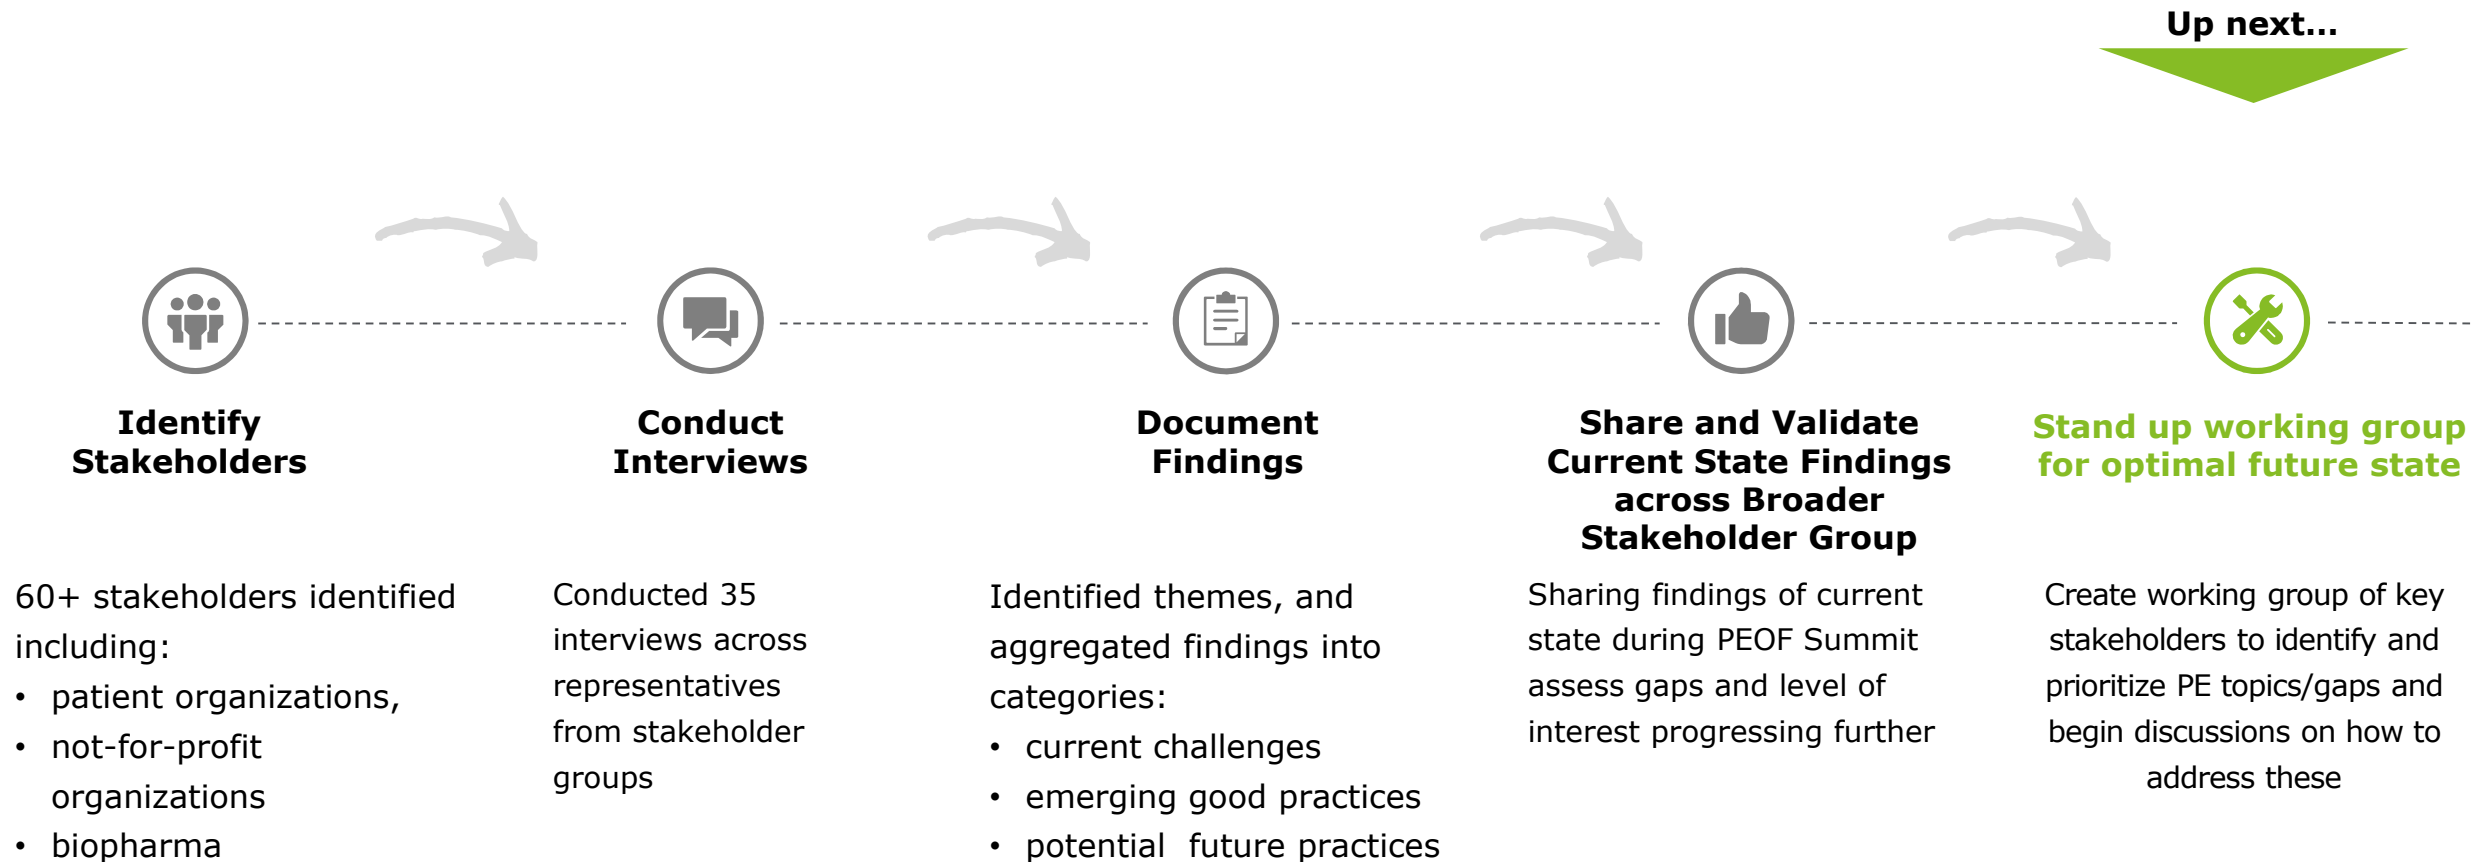 Up next...
Identify
Stakeholders
60+ stakeholders identified
including:
• patient organizations,
• not-for-profit
organizations
• biopharma
Conduct
Interviews
Conducted 35
interviews across
representatives
from stakeholder
groups
Document
Findings
Identified themes, and
aggregated findings into
categories:
• current challenges
• emerging good practices
• potential future practices
Share and Validate
Current State Findings
across Broader
Stakeholder Group
Sharing findings of current
state during PEOF Summit
assess gaps and level of
interest progressing further
Stand up working group
for optimal future state
Create working group of key
stakeholders to identify and
prioritize PE topics/gaps and
begin discussions on how to
address these